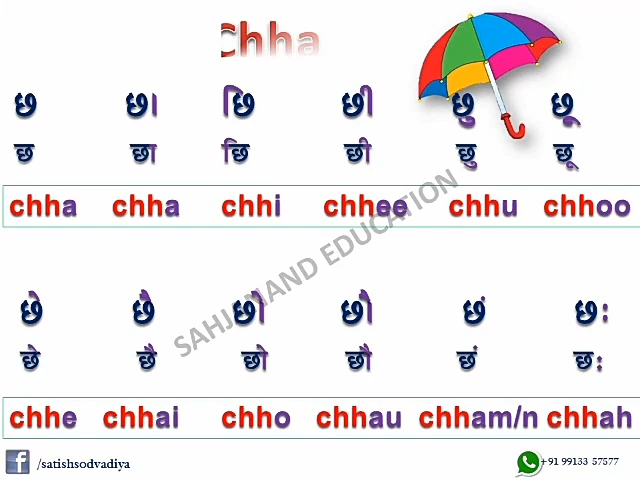 Chha
છ છા છિ છી છુ છૂ
छ छा छि छी छु छू
chha chha chhi chhee chhu chhoo
SAHJANAND EDUCATION
છે છૈ છો છૌ છં છઃ
छे छै छो छौ छं छः
chhe chhai chho chhau chham/n chhah
/satishsodvadiya +91 99133 57577